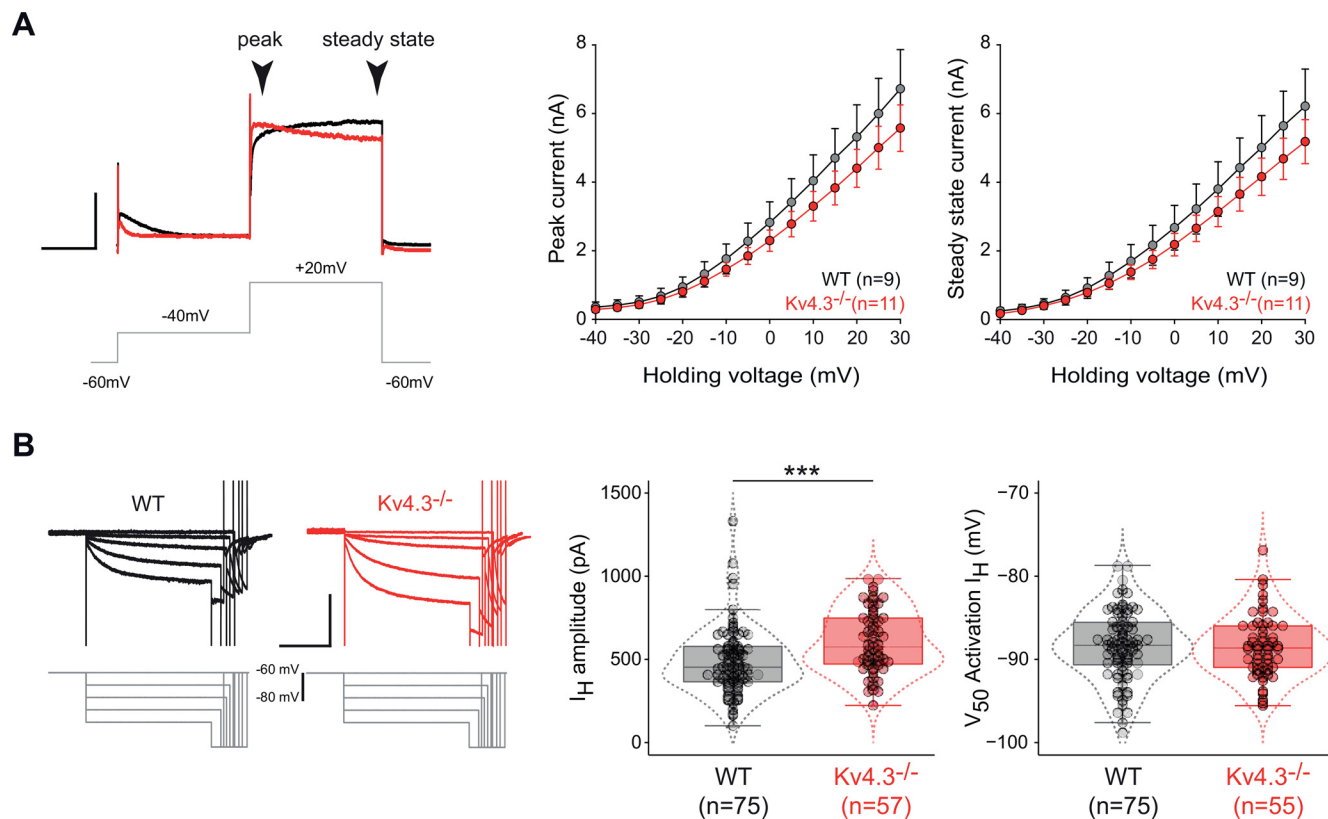 A
peak
steady state
+20mV
-40mV
-60mV
-60mV
Peak current (nA)
8
6
4
2
0
WT (n=9)
Kv4.3-/-(n=11)
-40
-30
-20
-10
0
10
20
30
Holding voltage (mV)
Steady state current (nA)
8
6
4
2
0
WT (n=9)
Kv4.3-/-(n=11)
-40
-30
-20
-10
0
10
20
30
Holding voltage (mV)
B
WT
Kv4.3-/-
-60 mV
-80 mV
IH amplitude (pA)
1500
1000
500
0
***
WT
(n=75)
Kv4.3-/-
(n=57)
V50 Activation IH (mV)
−70
−80
−90
−100
WT
(n=75)
Kv4.3-/-
(n=55)